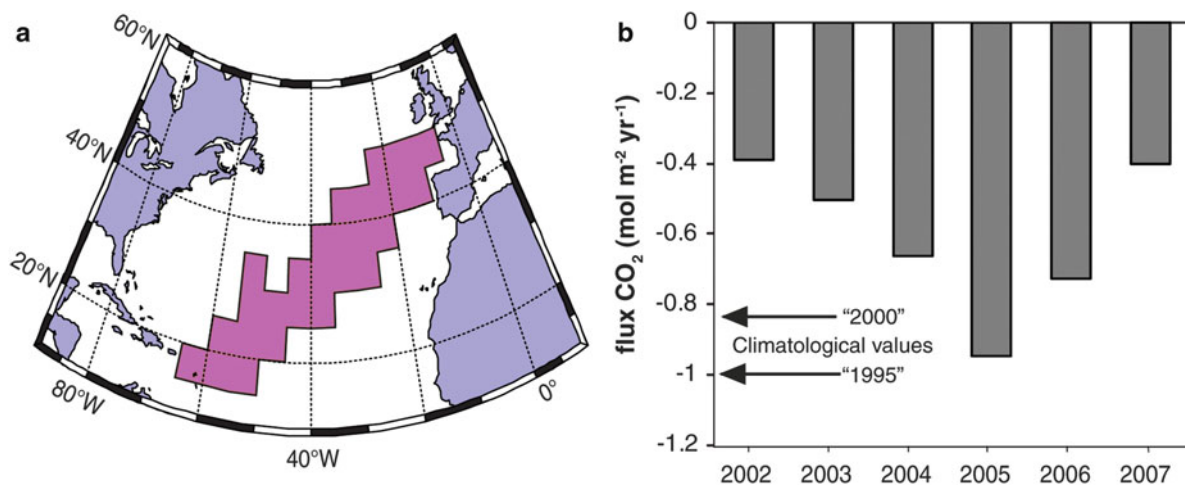 a
60°N
40°N
20°N
80°W
40°W
0°
b
flux CO2 (mol m-2 yr-1)
0
-0.2
-0.4
-0.6
-0.8
-1
-1.2
"2000"
Climatological values
"1995"
2002 2003 2004 2005 2006 2007